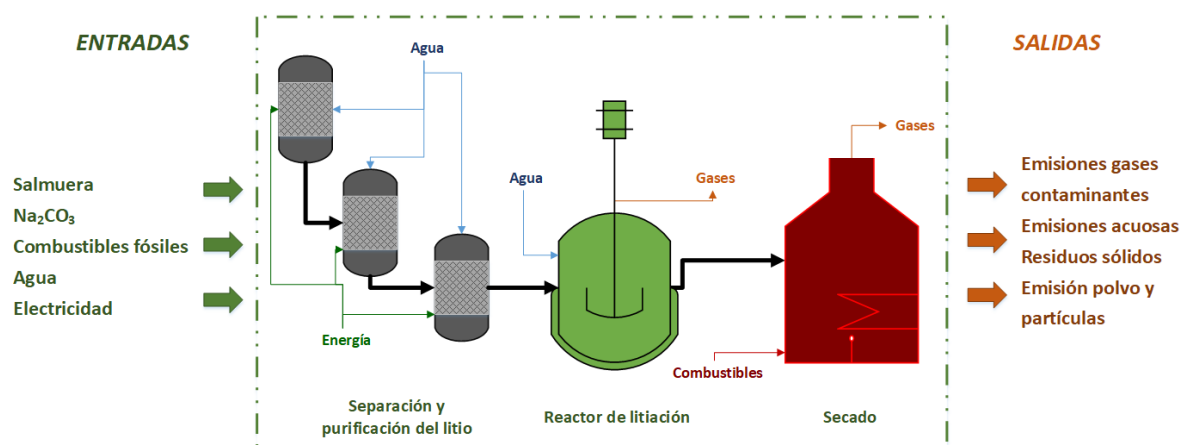 ENTRADAS
SALIDAS
Agua
Gases
Agua
Gases
Salmuera
Na₂CO₃
Combustibles fósiles
Agua
Electricidad
Emisiones gases
contaminantes
Emisiones acuosas
Residuos sólidos
Emisión polvo y
partículas
Energía
Combustibles
Separación y
purificación del litio
Reactor de litiación
Secado